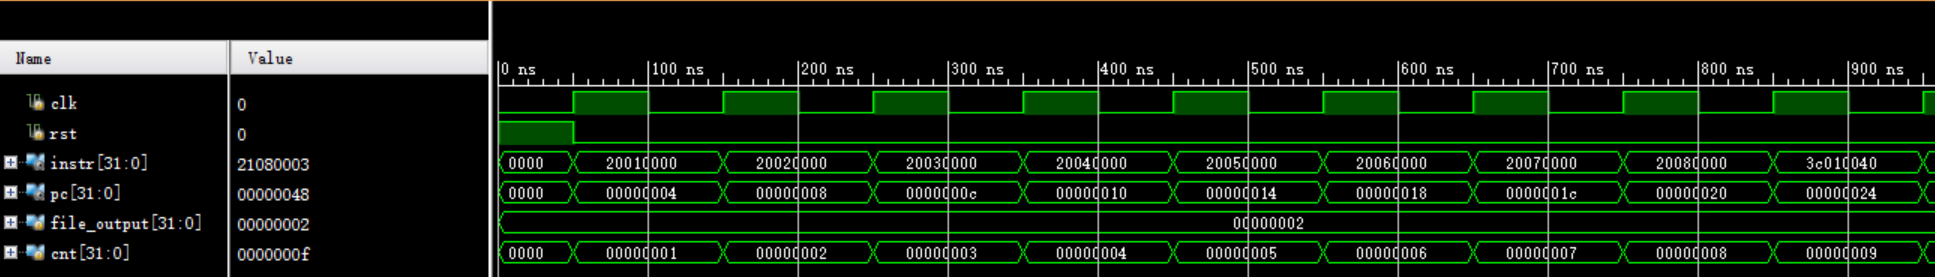 Name Value
0 ns 100 ns 200 ns 300 ns 400 ns 500 ns 600 ns 700 ns 800 ns 900 ns
clk 0
rst 0
instr[31:0] 21080003 0000 20010000 20020000 20030000 20040000 20050000 20060000 20070000 20080000 3c010040
pc[31:0] 00000048 0000 00000004 00000008 0000000c 00000010 00000014 00000018 0000001c 00000020 00000024
file_output[31:0] 00000002 00000002
cnt[31:0] 0000000f 0000 00000001 00000002 00000003 00000004 00000005 00000006 00000007 00000008 00000009